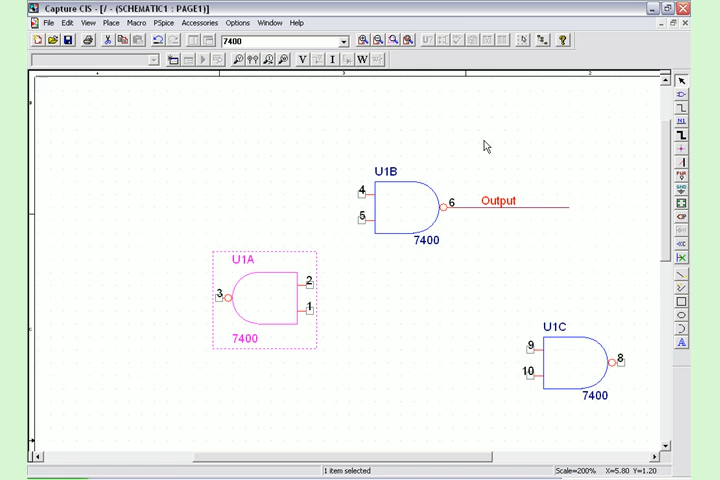 Capture CIS - [/ - (SCHEMATIC1 : PAGE1)]
File Edit View Place Macro PSpice Accessories Options Window Help
7400
U?
V I W
N1
U1B
4
5
6 Output
7400
U1A
3
2
1
7400
U1C
9
10
8
7400
1 item selected
Scale=200% X=5.80 Y=1.20